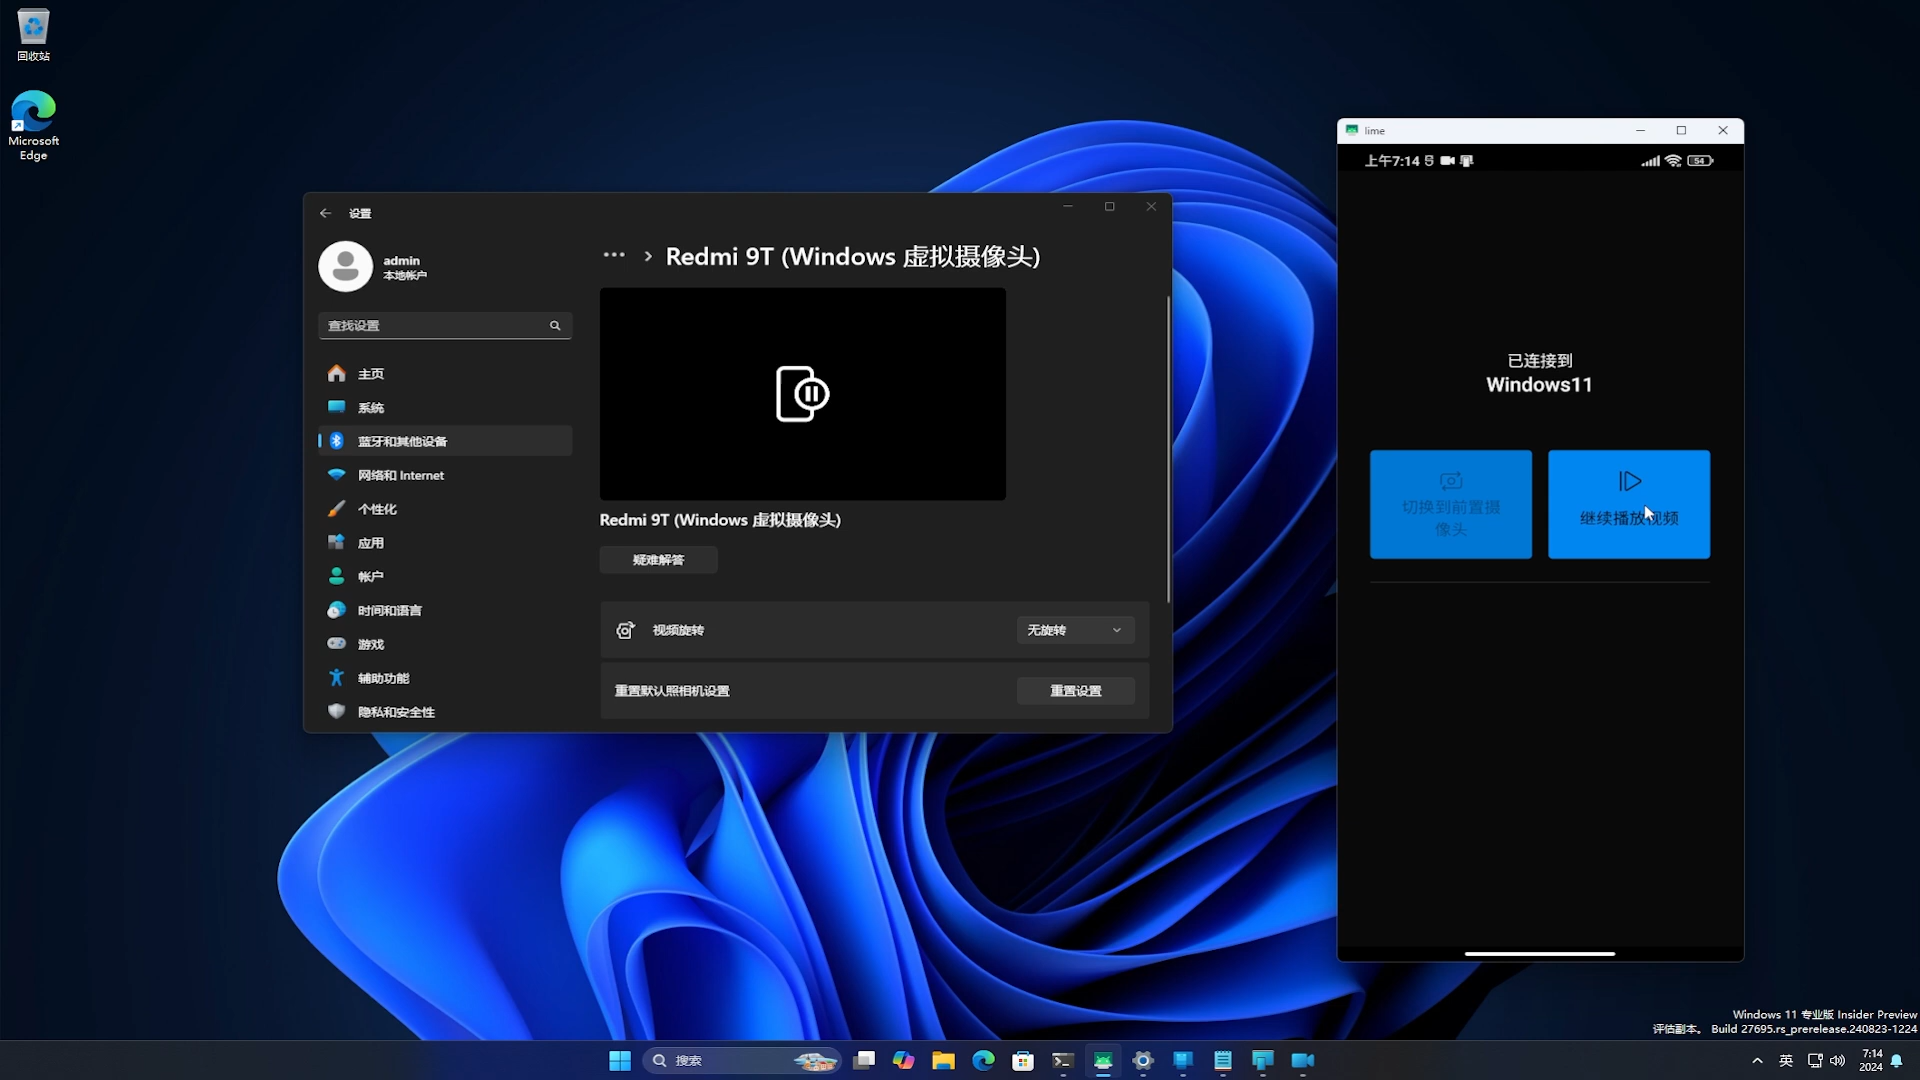 回收站
Microsoft
Edge
设置
admin
本地帐户
查找设置
主页
系统
蓝牙和其他设备
网络和 Internet
个性化
应用
帐户
时间和语言
游戏
辅助功能
隐私和安全性
Redmi 9T (Windows 虚拟摄像头)
Redmi 9T (Windows 虚拟摄像头)
疑难解答
视频旋转
无旋转
重置默认照相机设置
重置设置
lime
上午7:14
54
已连接到
Windows11
切换到前置摄
像头
继续播放视频
Windows 11 专业版 Insider Preview
评估副本。 Build 27695.rs_prerelease.240823-1224
搜索
英
7:14
2024